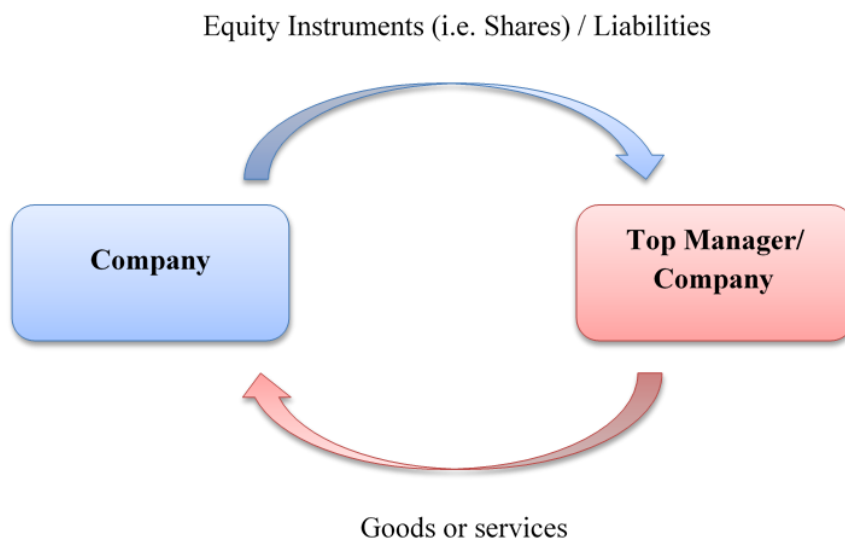 Equity Instruments (i.e. Shares) / Liabilities
Company
Top Manager/
Company
Goods or services